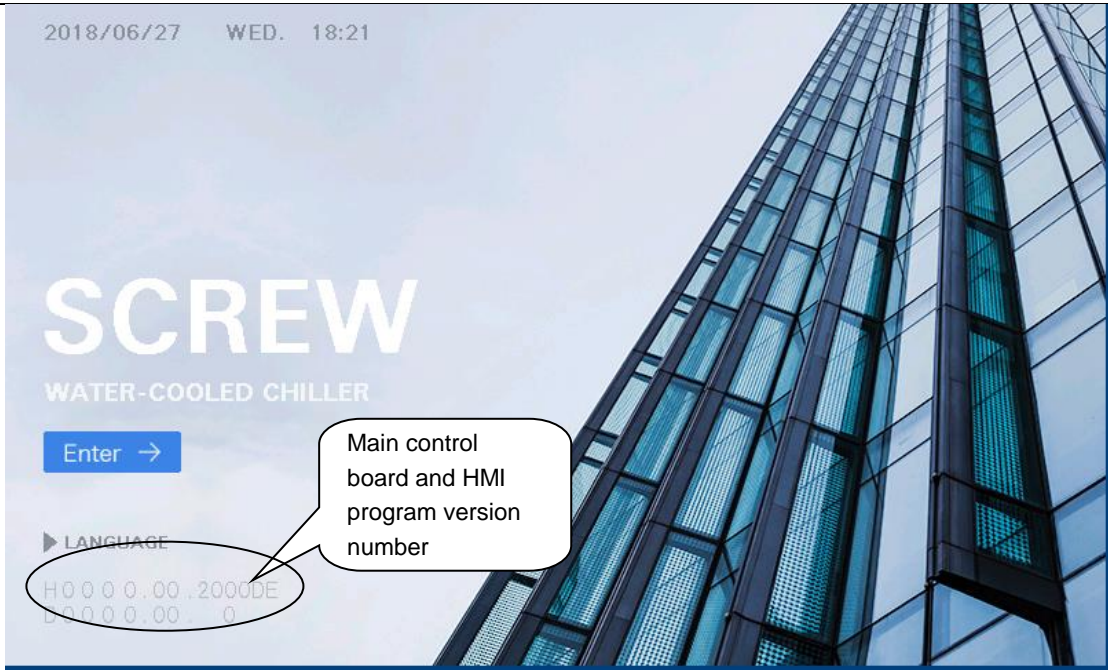 2018/06/27 WED. 18:21
SCREW
WATER-COOLED CHILLER
Enter →
Main control
board and HMI
program version
number
▶ LANGUAGE
H0000.00.2000DE
D0000.00. 0